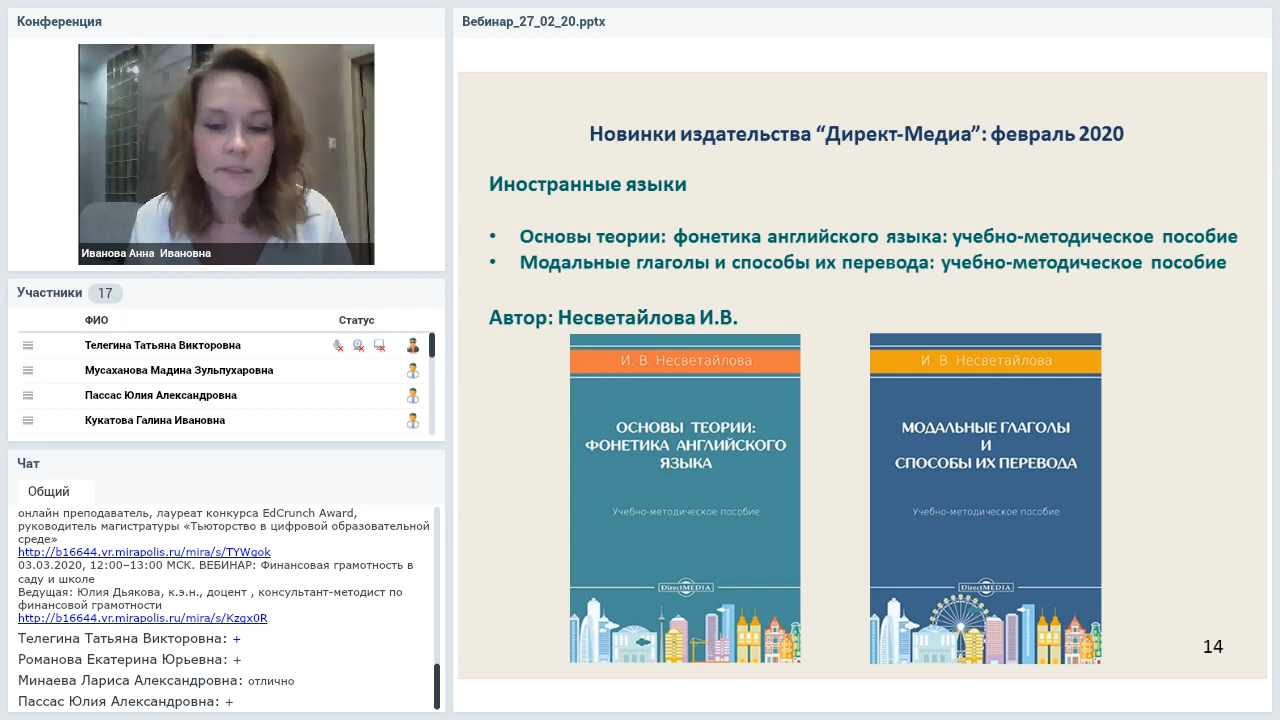 Конференция
Иванова Анна Ивановна
Участники 17
ФИО Статус
Телегина Татьяна Викторовна
Мусаханова Мадина Зульпухаровна
Пассас Юлия Александровна
Кукатова Галина Ивановна
Чат
Общий
онлайн преподаватель, лауреат конкурса EdCrunch Award,
руководитель магистратуры «Тьюторство в цифровой образовательной
среде»
http://b16644.vr.mirapolis.ru/mira/s/TYWgok
03.03.2020, 12:00–13:00 МСК. ВЕБИНАР: Финансовая грамотность в
саду и школе
Ведущая: Юлия Дьякова, к.э.н., доцент , консультант-методист по
финансовой грамотности
http://b16644.vr.mirapolis.ru/mira/s/Kzgx0R
Телегина Татьяна Викторовна: +
Романова Екатерина Юрьевна: +
Минаева Лариса Александровна: отлично
Пассас Юлия Александровна: +
Вебинар_27_02_20.pptx
Новинки издательства “Директ-Медиа”: февраль 2020
Иностранные языки
• Основы теории: фонетика английского языка: учебно-методическое пособие
• Модальные глаголы и способы их перевода: учебно-методическое пособие
Автор: Несветайлова И.В.
И. В. Несветайлова
ОСНОВЫ ТЕОРИИ:
ФОНЕТИКА АНГЛИЙСКОГО
ЯЗЫКА
Учебно-методическое пособие
DirectMEDIA
И. В. Несветайлова
МОДАЛЬНЫЕ ГЛАГОЛЫ
И
СПОСОБЫ ИХ ПЕРЕВОДА
Учебно-методическое пособие
DirectMEDIA
14